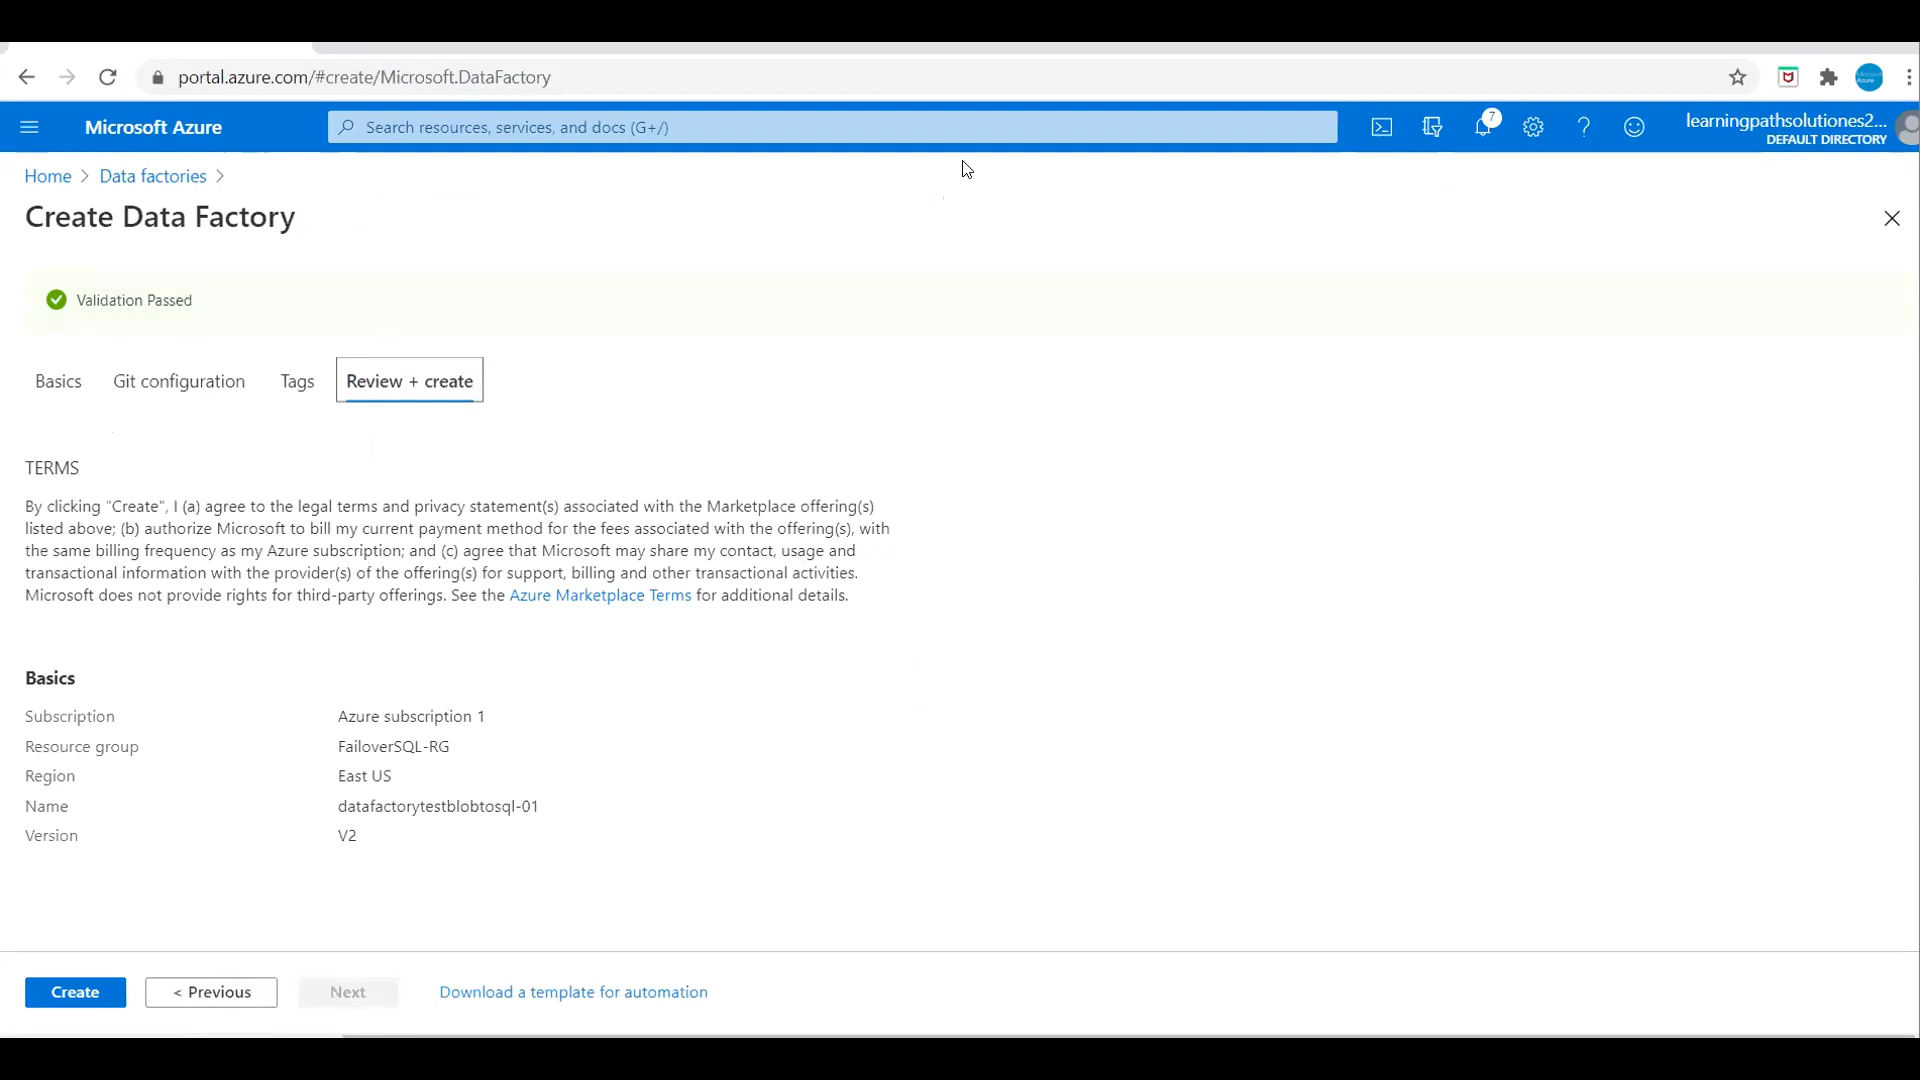 portal.azure.com/#create/Microsoft.DataFactory
Microsoft Azure
Search resources, services, and docs (G+/)
7
learningpathsolutiones2...
DEFAULT DIRECTORY
Home > Data factories >
Create Data Factory
Validation Passed
Basics Git configuration Tags Review + create
TERMS
By clicking "Create", I (a) agree to the legal terms and privacy statement(s) associated with the Marketplace offering(s)
listed above; (b) authorize Microsoft to bill my current payment method for the fees associated with the offering(s), with
the same billing frequency as my Azure subscription; and (c) agree that Microsoft may share my contact, usage and
transactional information with the provider(s) of the offering(s) for support, billing and other transactional activities.
Microsoft does not provide rights for third-party offerings. See the Azure Marketplace Terms for additional details.
Basics
Subscription Azure subscription 1
Resource group FailoverSQL-RG
Region East US
Name datafactorytestblobtosql-01
Version V2
Create < Previous Next Download a template for automation